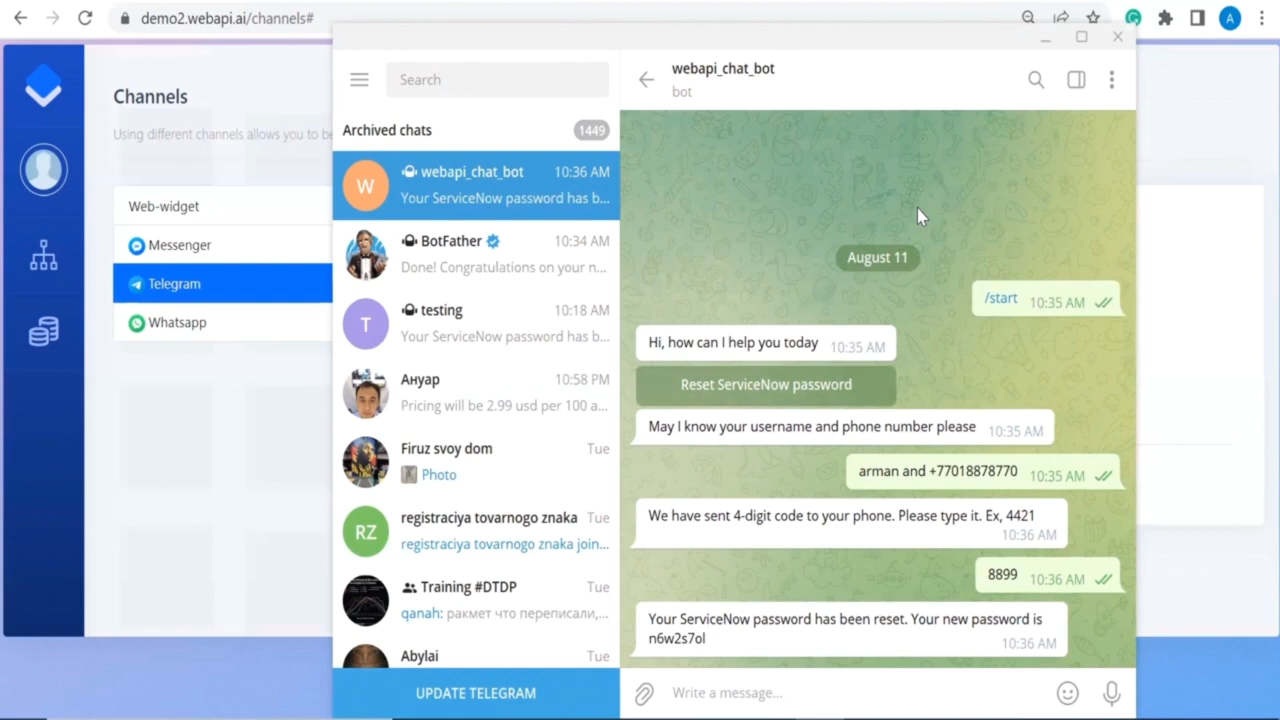 demo2.webapi.ai/channels#
A
Channels
Using different channels allows you to be
Web-widget
Messenger
Telegram
Whatsapp
Search
Archived chats 1449
W
webapi_chat_bot 10:36 AM
Your ServiceNow password has b...
BotFather 10:34 AM
Done! Congratulations on your n...
T
testing 10:18 AM
Your ServiceNow password has b...
Ануар 10:58 PM
Pricing will be 2.99 usd per 100 a...
Firuz svoy dom Tue
Photo
RZ
registraciya tovarnogo znaka Tue
registraciya tovarnogo znaka join...
Training #DTDP Tue
qanah: ракмет что переписали,...
Abylai Tue
UPDATE TELEGRAM
webapi_chat_bot
bot
August 11
/start 10:35 AM
Hi, how can I help you today 10:35 AM
Reset ServiceNow password
May I know your username and phone number please 10:35 AM
arman and +77018878770 10:35 AM
We have sent 4-digit code to your phone. Please type it. Ex, 4421
10:36 AM
8899 10:36 AM
Your ServiceNow password has been reset. Your new password is
n6w2s7ol 10:36 AM
Write a message...